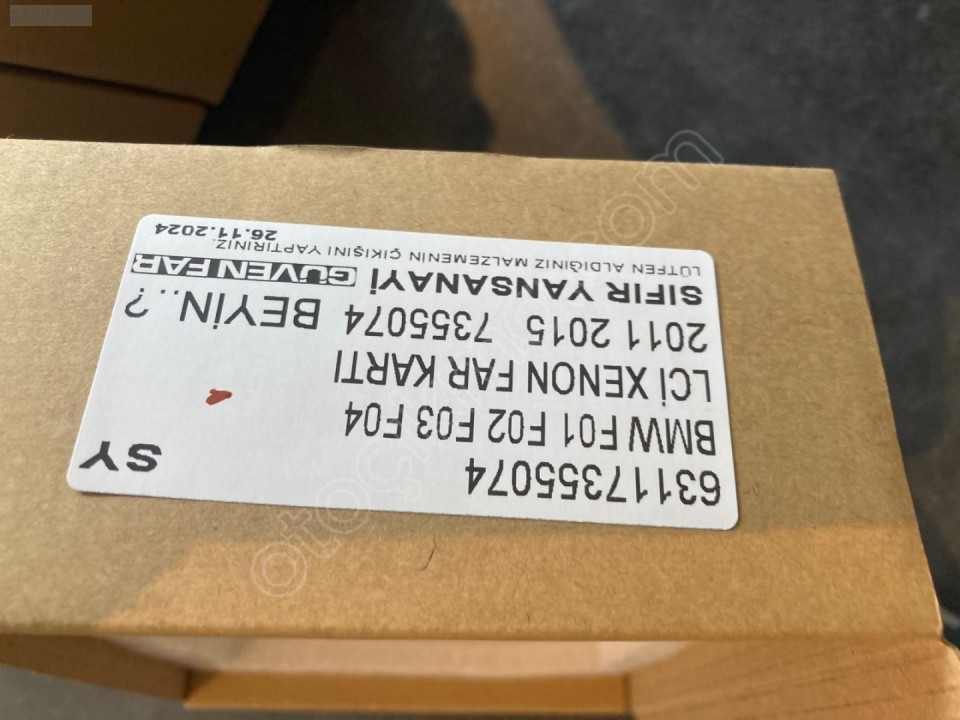 63117355074
SY
BMW F01 F02 F03 F04
LCİ XENON FAR KARTI
2011 2015 7355074 BEYİN..?
SIFIR YANSANAYİ GÜVEN FAR
LÜTFEN ALDIĞINIZ MALZEMENİN ÇIKIŞINI YAPTIRINIZ.
26.11.2024